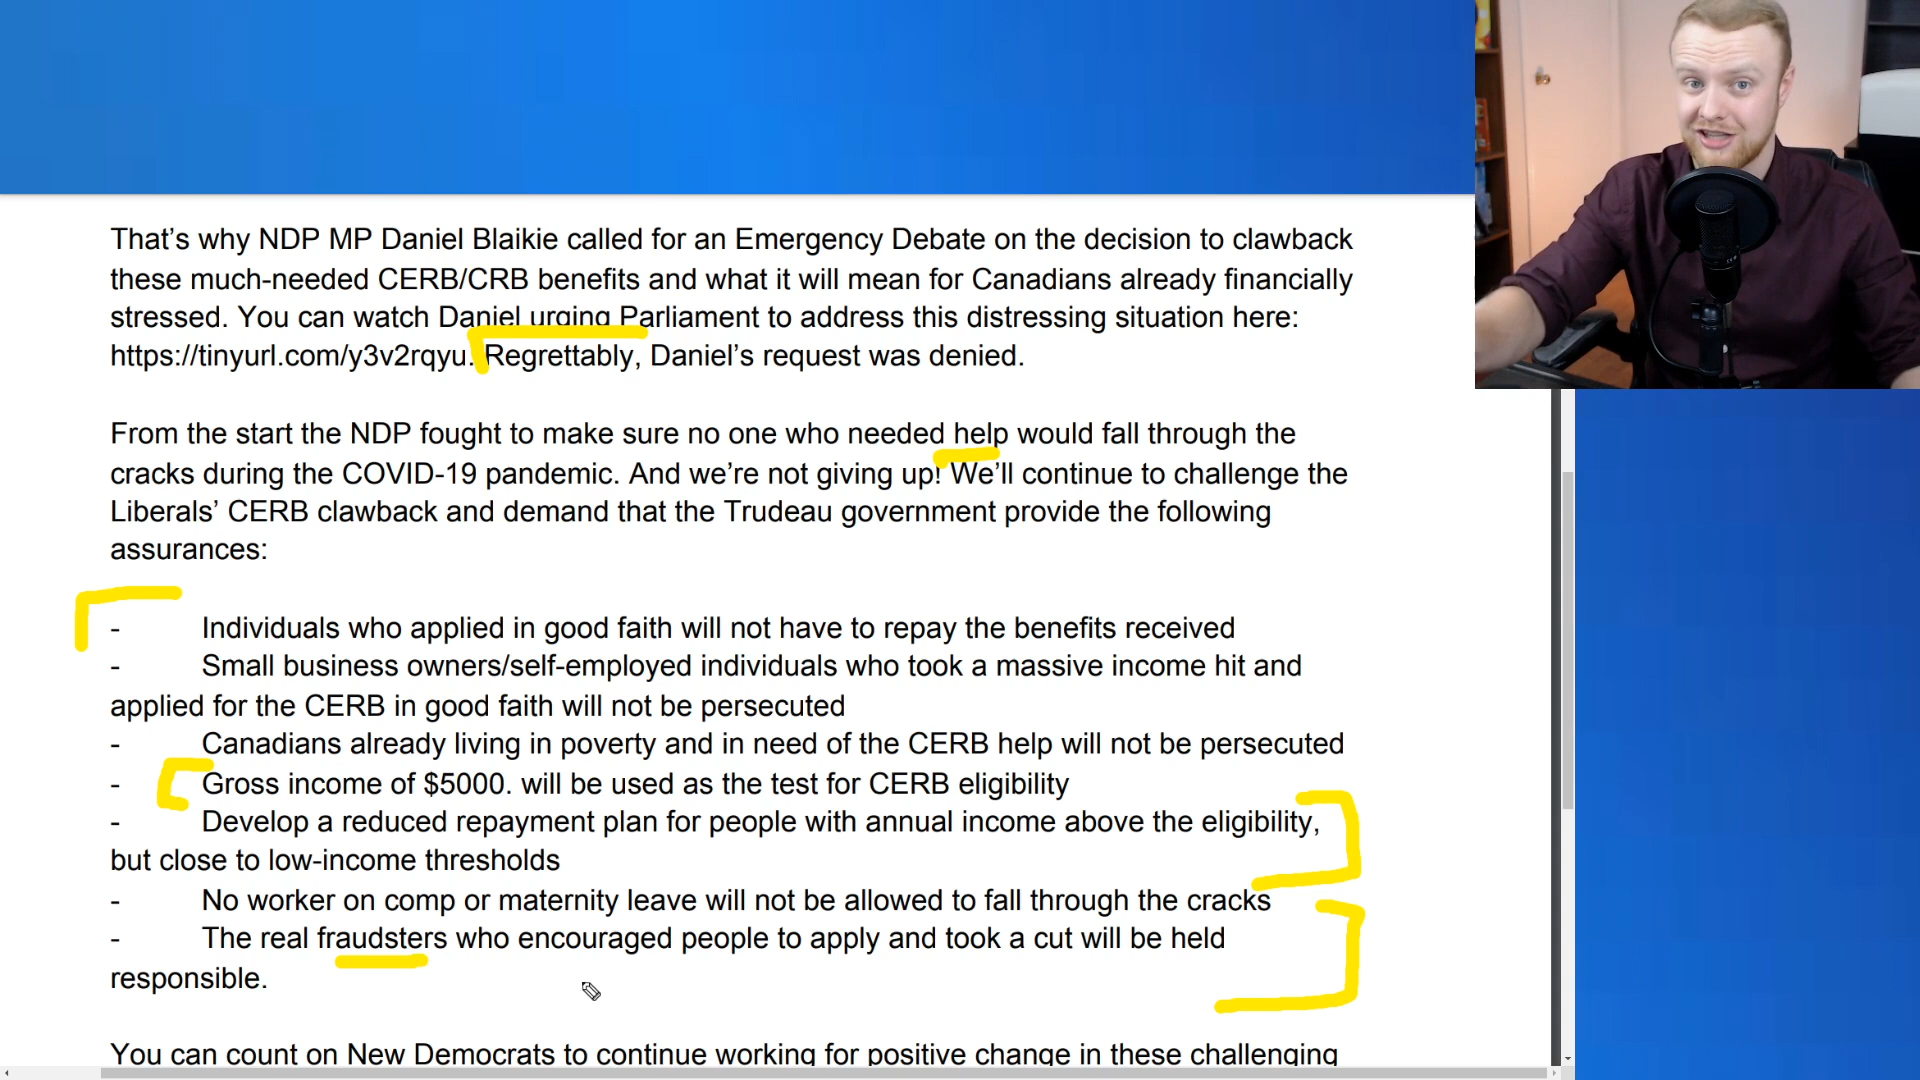 That’s why NDP MP Daniel Blaikie called for an Emergency Debate on the decision to clawback
these much-needed CERB/CRB benefits and what it will mean for Canadians already financially
stressed. You can watch Daniel urging Parliament to address this distressing situation here:
https://tinyurl.com/y3v2rqyu. Regrettably, Daniel’s request was denied.
From the start the NDP fought to make sure no one who needed help would fall through the
cracks during the COVID-19 pandemic. And we’re not giving up! We’ll continue to challenge the
Liberals’ CERB clawback and demand that the Trudeau government provide the following
assurances:
- Individuals who applied in good faith will not have to repay the benefits received
- Small business owners/self-employed individuals who took a massive income hit and
applied for the CERB in good faith will not be persecuted
- Canadians already living in poverty and in need of the CERB help will not be persecuted
- Gross income of $5000. will be used as the test for CERB eligibility
- Develop a reduced repayment plan for people with annual income above the eligibility,
but close to low-income thresholds
- No worker on comp or maternity leave will not be allowed to fall through the cracks
- The real fraudsters who encouraged people to apply and took a cut will be held
responsible.
You can count on New Democrats to continue working for positive change in these challenging